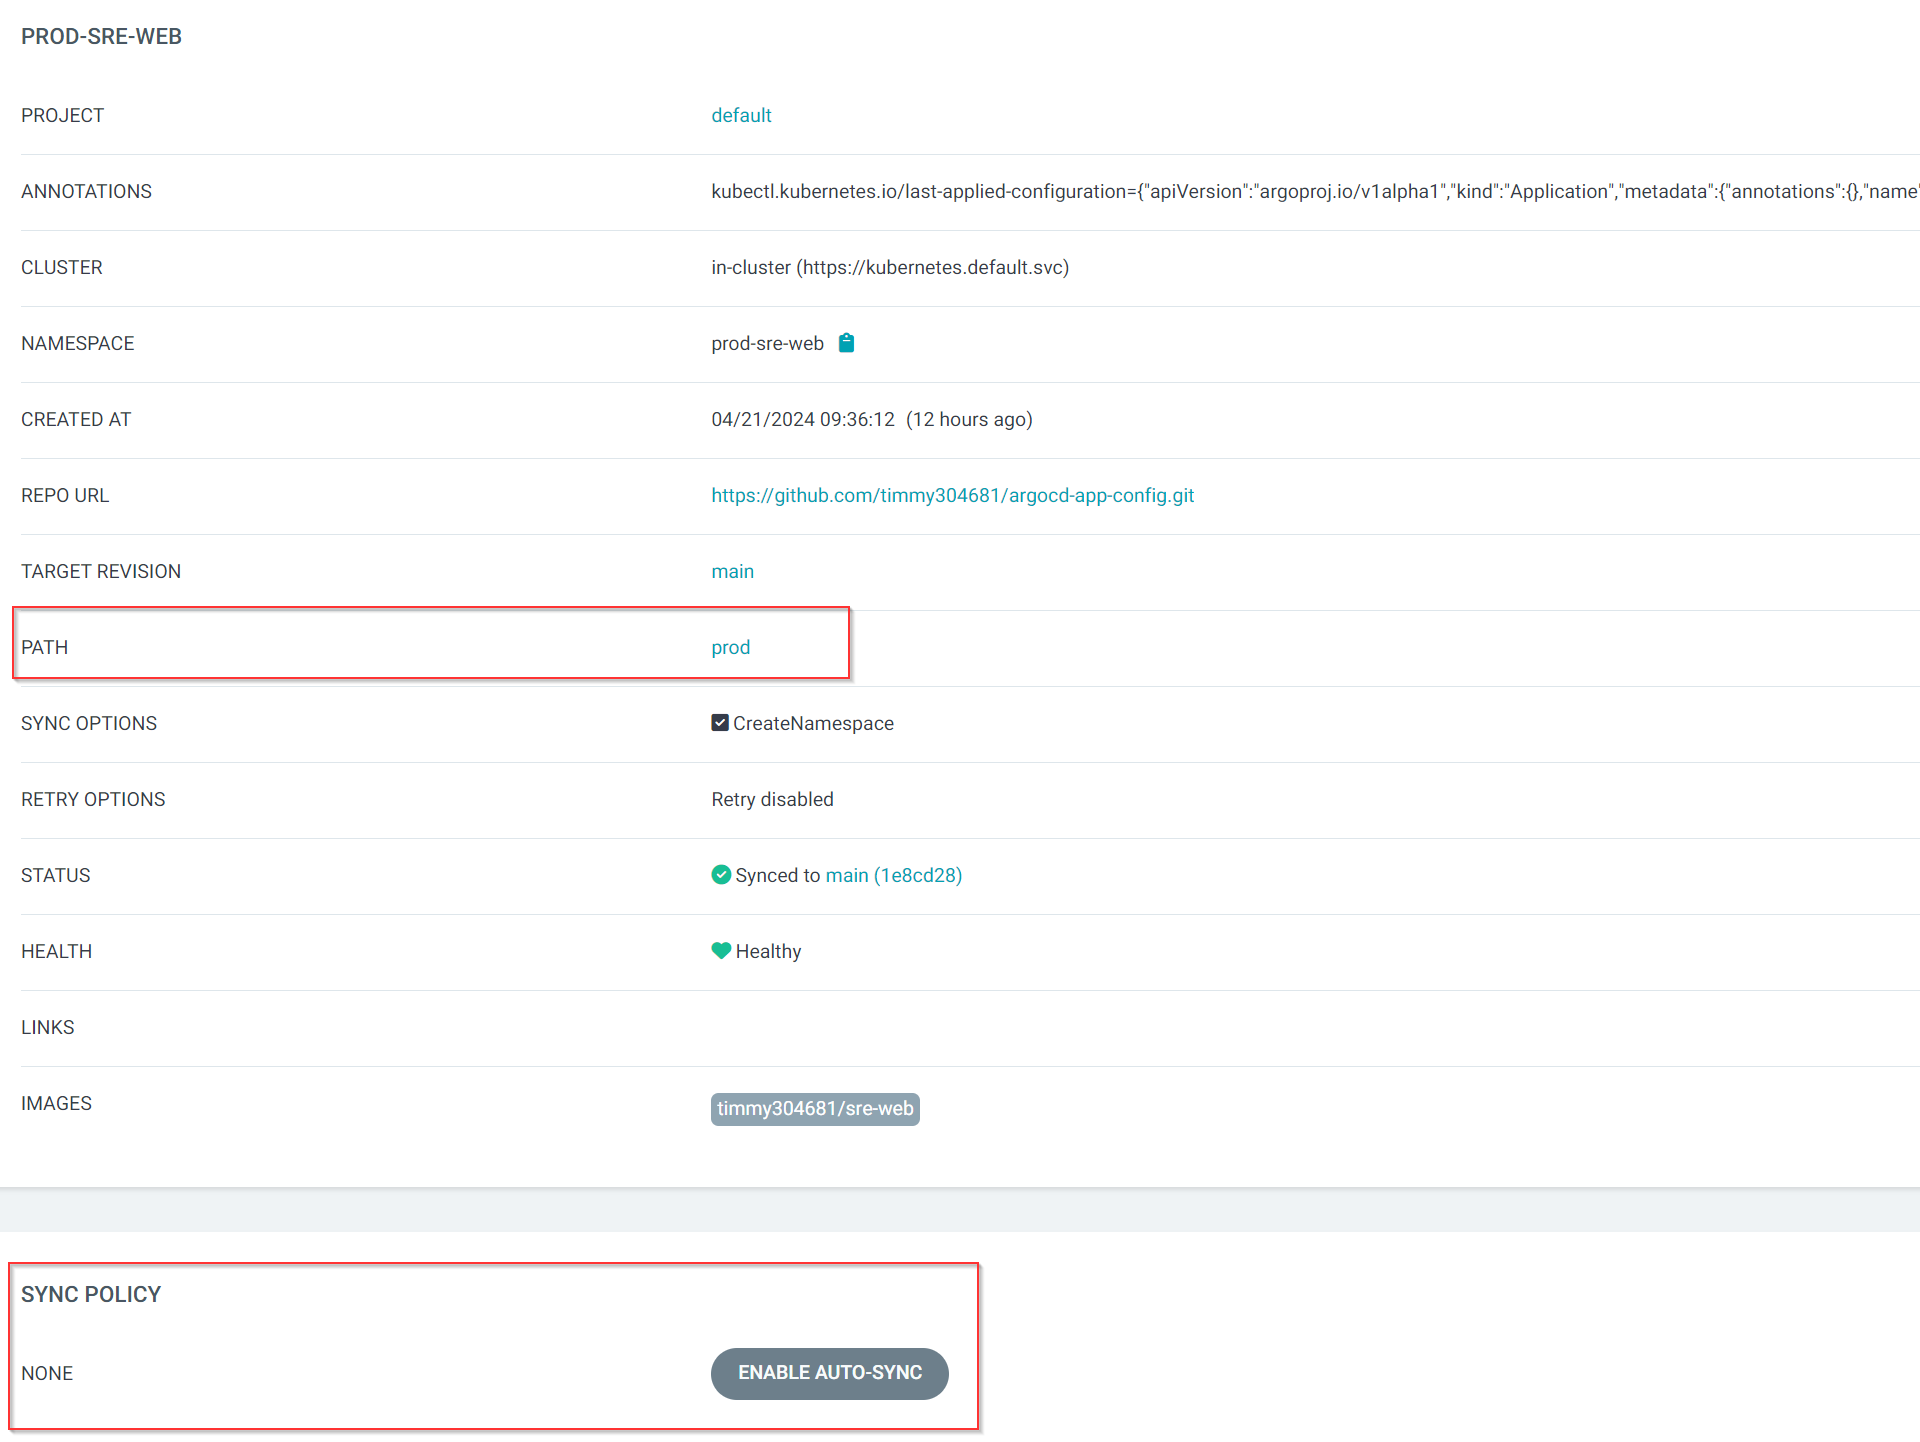 PROD-SRE-WEB
PROJECT default
ANNOTATIONS kubectl.kubernetes.io/last-applied-configuration={"apiVersion":"argoproj.io/v1alpha1","kind":"Application","metadata":{"annotations":{},"name"
CLUSTER in-cluster (https://kubernetes.default.svc)
NAMESPACE prod-sre-web
CREATED AT 04/21/2024 09:36:12 (12 hours ago)
REPO URL https://github.com/timmy304681/argocd-app-config.git
TARGET REVISION main
PATH prod
SYNC OPTIONS CreateNamespace
RETRY OPTIONS Retry disabled
STATUS Synced to main (1e8cd28)
HEALTH Healthy
LINKS
IMAGES timmy304681/sre-web
SYNC POLICY
NONE ENABLE AUTO-SYNC